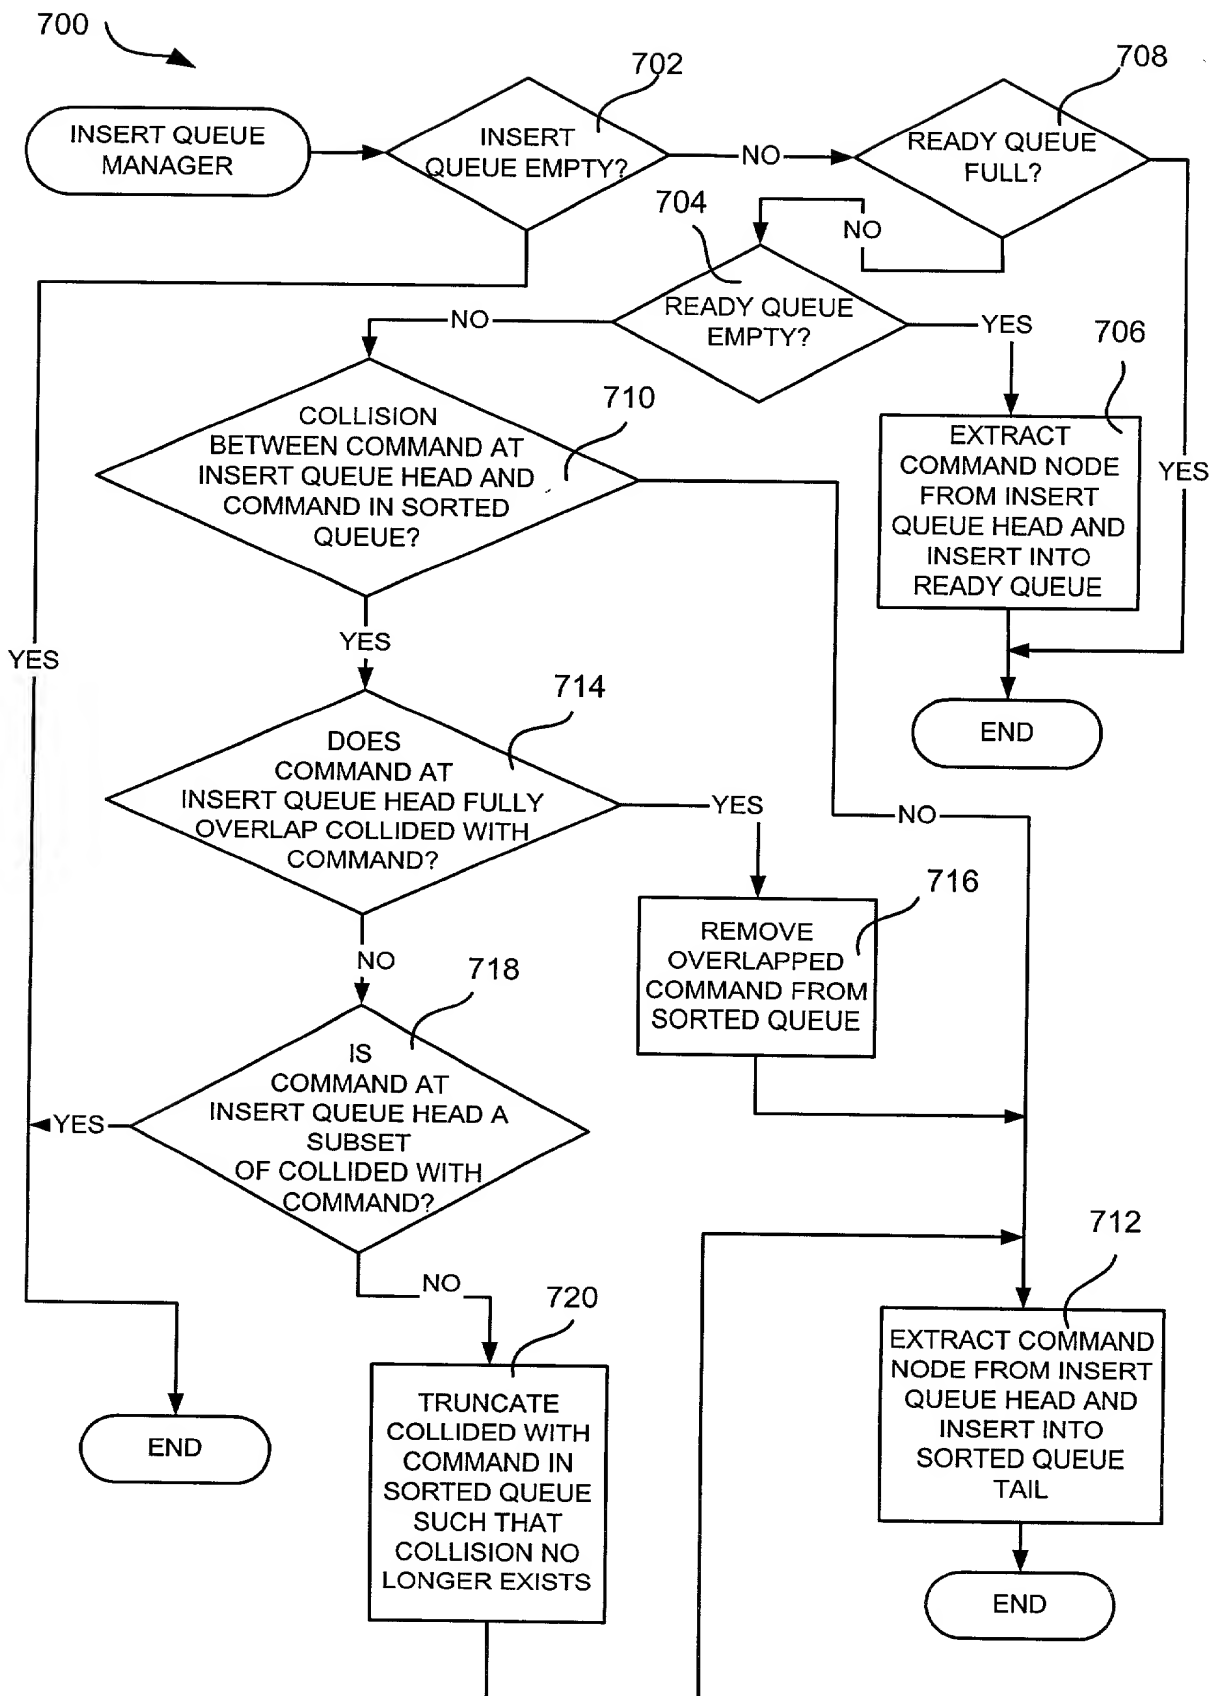 700
702
708
INSERT QUEUE
MANAGER
INSERT
QUEUE EMPTY?
NO
READY QUEUE
FULL?
704
NO
READY QUEUE
EMPTY?
NO
YES
706
710
COLLISION
BETWEEN COMMAND AT
INSERT QUEUE HEAD AND
COMMAND IN SORTED
QUEUE?
EXTRACT
COMMAND NODE
FROM INSERT
QUEUE HEAD AND
INSERT INTO
READY QUEUE
YES
YES
YES
714
END
DOES
COMMAND AT
INSERT QUEUE HEAD FULLY
OVERLAP COLLIDED WITH
COMMAND?
YES
NO
716
REMOVE
OVERLAPPED
COMMAND FROM
SORTED QUEUE
NO
718
IS
COMMAND AT
INSERT QUEUE HEAD A
SUBSET
OF COLLIDED WITH
COMMAND?
YES
712
NO
720
EXTRACT COMMAND
NODE FROM INSERT
QUEUE HEAD AND
INSERT INTO
SORTED QUEUE
TAIL
TRUNCATE
COLLIDED WITH
COMMAND IN
SORTED QUEUE
SUCH THAT
COLLISION NO
LONGER EXISTS
END
END